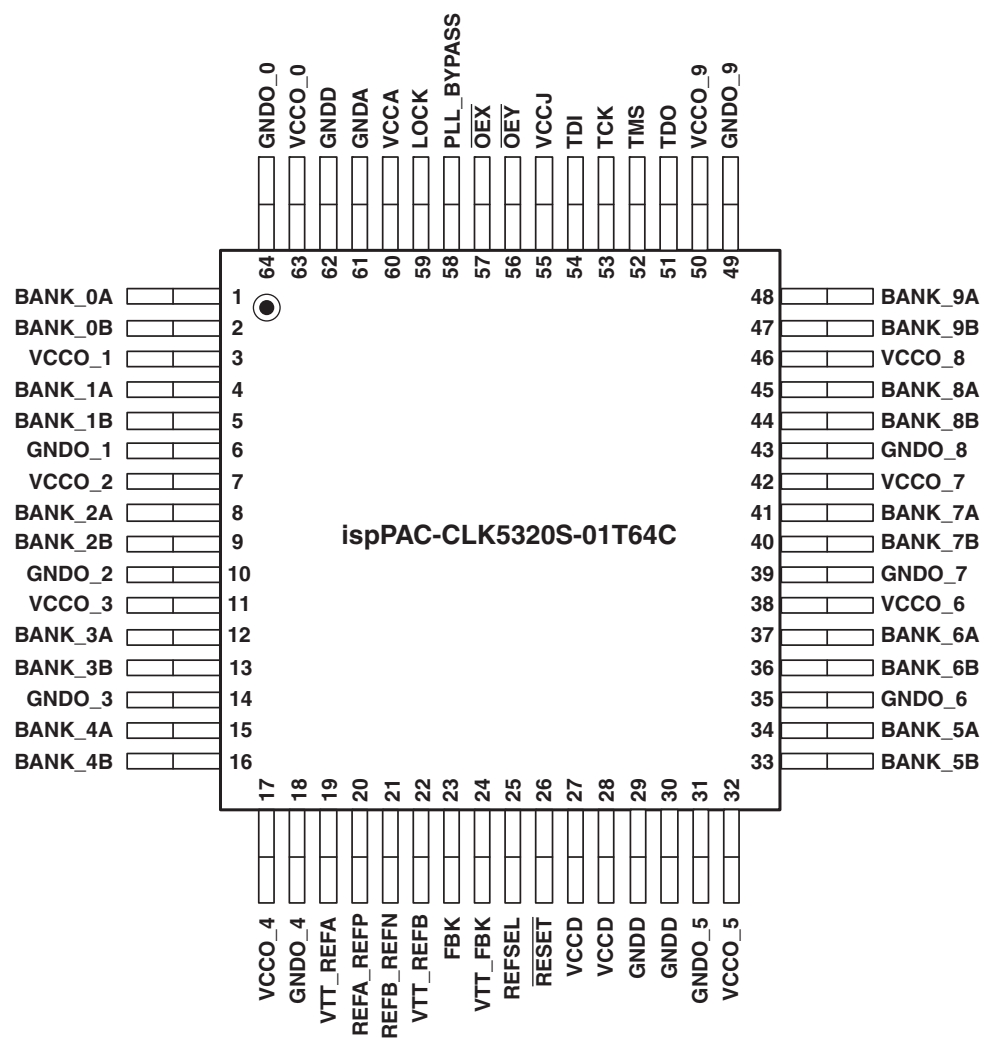 GNDO_0
VCCO_0
GNDD
GNDA
VCCA
LOCK
PLL_BYPASS
OEX
OEY
VCCJ
TDI
TCK
TMS
TDO
VCCO_9
GNDO_9
64
63
62
61
60
59
58
57
56
55
54
53
52
51
50
49
BANK_0A 1
BANK_0B 2
VCCO_1 3
BANK_1A 4
BANK_1B 5
GNDO_1 6
VCCO_2 7
BANK_2A 8
BANK_2B 9
GNDO_2 10
VCCO_3 11
BANK_3A 12
BANK_3B 13
GNDO_3 14
BANK_4A 15
BANK_4B 16
ispPAC-CLK5320S-01T64C
48 BANK_9A
47 BANK_9B
46 VCCO_8
45 BANK_8A
44 BANK_8B
43 GNDO_8
42 VCCO_7
41 BANK_7A
40 BANK_7B
39 GNDO_7
38 VCCO_6
37 BANK_6A
36 BANK_6B
35 GNDO_6
34 BANK_5A
33 BANK_5B
17
18
19
20
21
22
23
24
25
26
27
28
29
30
31
32
VCCO_4
GNDO_4
VTT_REFA
REFA_REFP
REFB_REFN
VTT_REFB
FBK
VTT_FBK
REFSEL
RESET
VCCD
VCCD
GNDD
GNDD
GNDO_5
VCCO_5